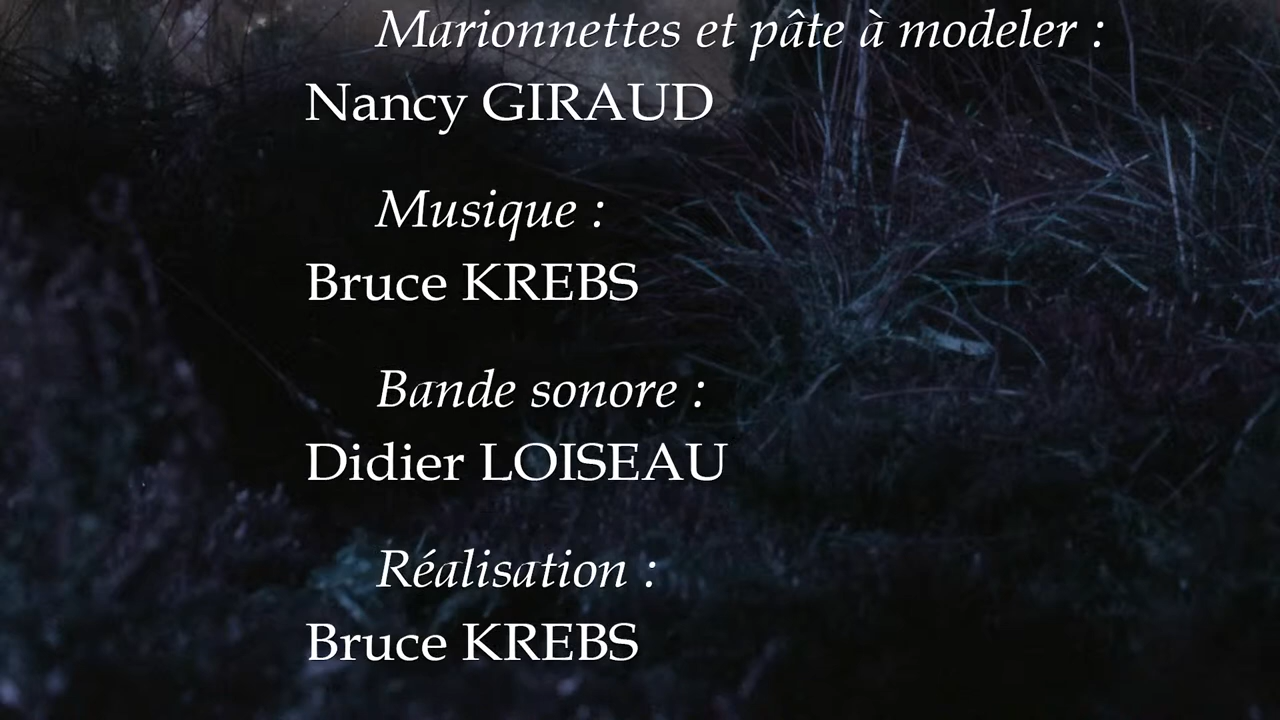 Marionnettes et pâte à modeler :
Nancy GIRAUD
Musique :
Bruce KREBS
Bande sonore :
Didier LOISEAU
Réalisation :
Bruce KREBS